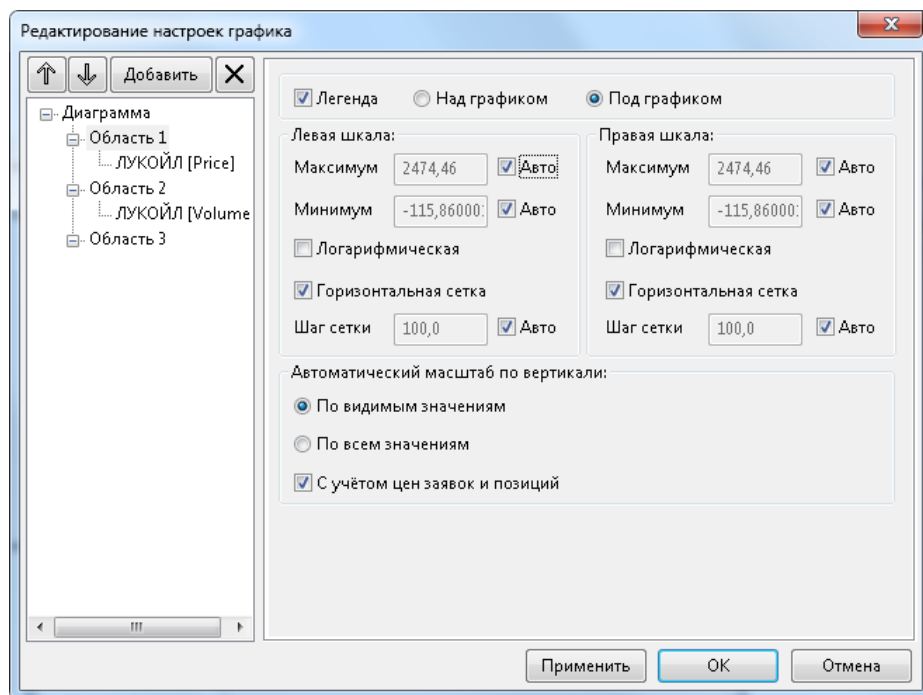 Редактирование настроек графика
Добавить
Диаграмма
Область 1
ЛУКОЙЛ [Price]
Область 2
ЛУКОЙЛ [Volume
Область 3
Легенда Над графиком Под графиком
Левая шкала:
Максимум 2474,46 Авто
Минимум -115,86000: Авто
Логарифмическая
Горизонтальная сетка
Шаг сетки 100,0 Авто
Правая шкала:
Максимум 2474,46 Авто
Минимум -115,86000: Авто
Логарифмическая
Горизонтальная сетка
Шаг сетки 100,0 Авто
Автоматический масштаб по вертикали:
По видимым значениям
По всем значениям
С учётом цен заявок и позиций
Применить OK Отмена